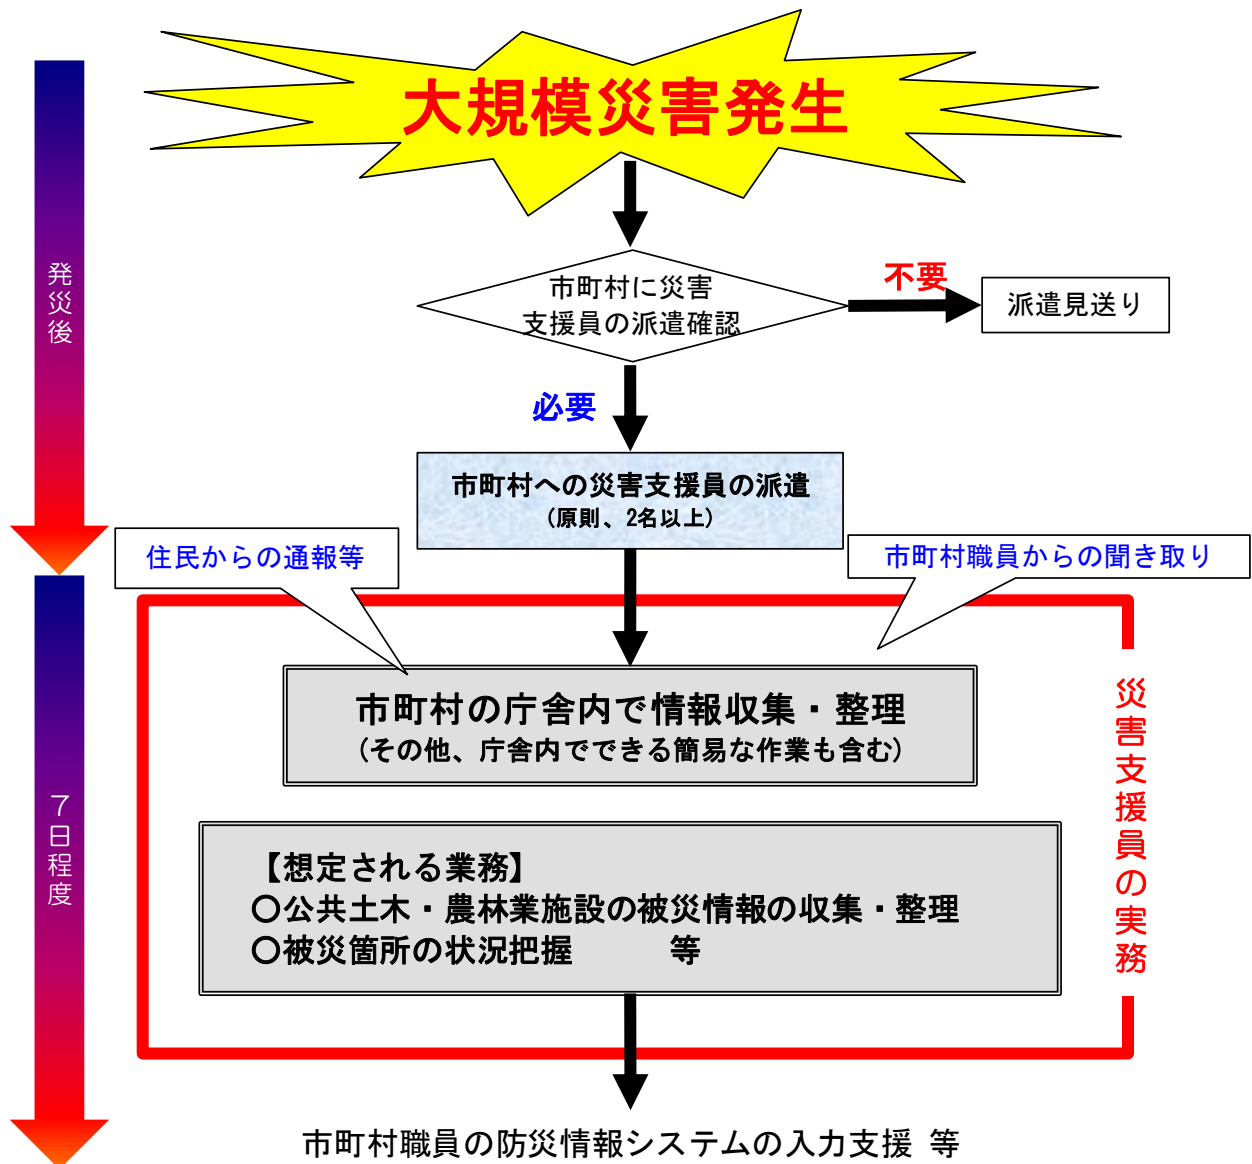 大規模災害発生
発災後
市町村に災害
支援員の派遣確認
不要
派遣見送り
必要
市町村への災害支援員の派遣
(原則、2名以上)
住民からの通報等
市町村職員からの聞き取り
市町村の庁舎内で情報収集・整理
(その他、庁舎内でできる簡易な作業も含む)
災害支援員の実務
7日程度
【想定される業務】
〇公共土木・農林業施設の被災情報の収集・整理
〇被災箇所の状況把握　　　等
市町村職員の防災情報システムの入力支援 等